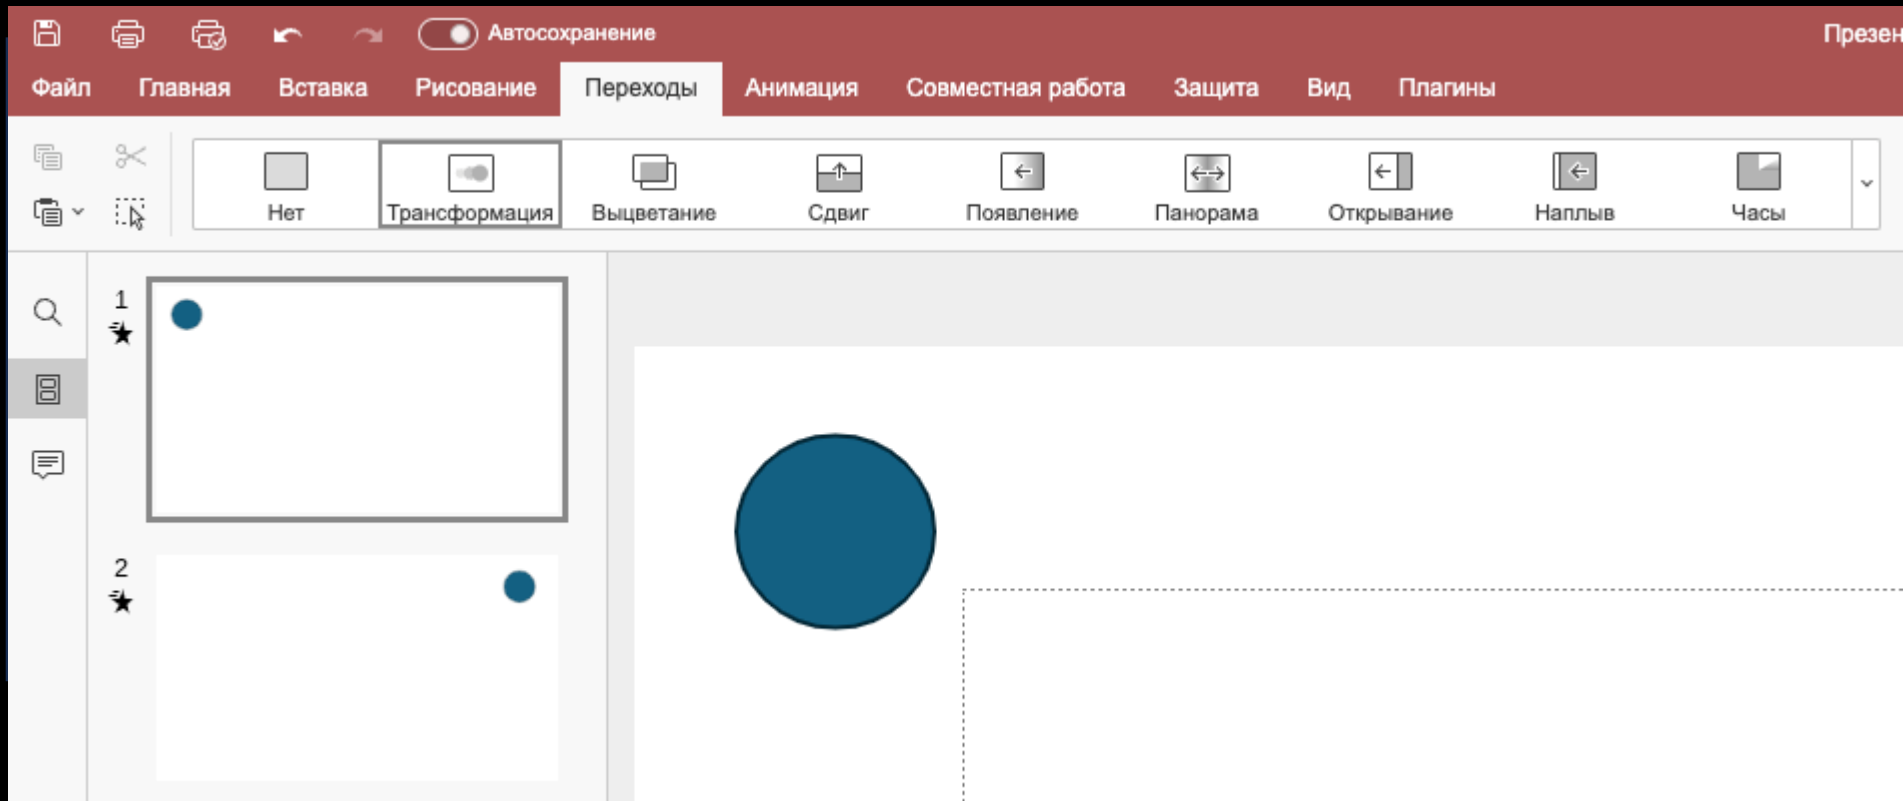 Автосохранение
Презен
Файл Главная Вставка Рисование Переходы Анимация Совместная работа Защита Вид Плагины
Нет Трансформация Выцветание Сдвиг Появление Панорама Открывание Наплыв Часы
1
2